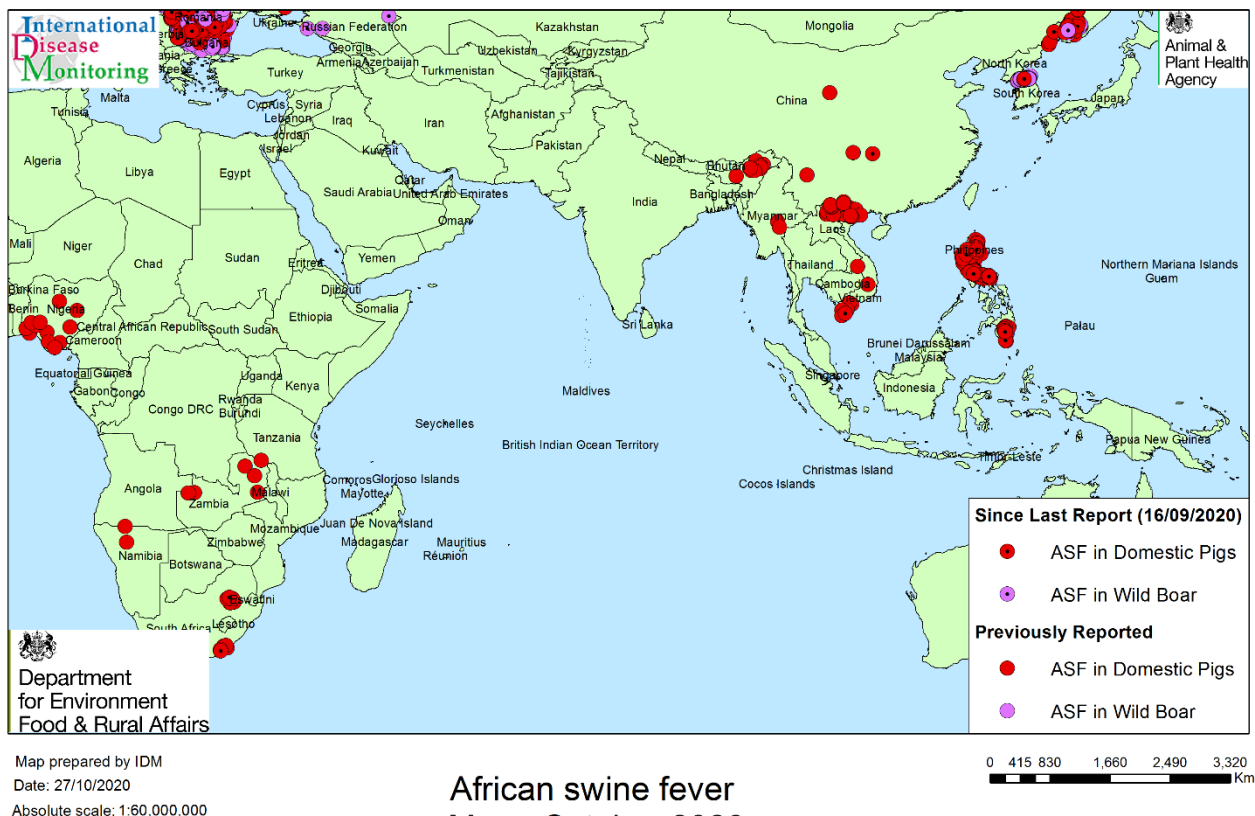 International
Disease
Monitoring
Animal &
Plant Health
Agency
Romania
Ukraine
Russian Federation
Kazakhstan
Mongolia
Bulgaria
Georgia
Uzbekistan
Kyrgyzstan
North Korea
Greece
Armenia
Azerbaijan
Turkey
Turkmenistan
Tajikistan
South Korea
Japan
Malta
China
Tunisia
Cyprus
Syria
Lebanon
Iraq
Iran
Afghanistan
Jordan
Israel
Kuwait
Pakistan
Algeria
Libya
Egypt
Nepal
Bhutan
Qatar
Saudi Arabia
United Arab Emirates
India
Bangladesh
Oman
Myanmar
Laos
Mali
Niger
Chad
Sudan
Eritrea
Yemen
Thailand
Philippines
Northern Mariana Islands
Guam
Burkina Faso
Djibouti
Cambodia
Vietnam
Benin
Nigeria
Somalia
Ethiopia
Central African Republic
South Sudan
Sri Lanka
Palau
Cameroon
Brunei Darussalam
Malaysia
Equatorial Guinea
Uganda
Kenya
Singapore
Gabon
Congo
Maldives
Indonesia
Rwanda
Congo DRC
Burundi
Seychelles
Tanzania
British Indian Ocean Territory
Papua New Guinea
Timor-Leste
Christmas Island
Comoros
Glorioso Islands
Cocos Islands
Angola
Malawi
Mayotte
Zambia
Mozambique
Juan De Nova Island
Zimbabwe
Madagascar
Mauritius
Namibia
Réunion
Botswana
Eswatini
South Africa
Lesotho
Since Last Report (16/09/2020)
ASF in Domestic Pigs
ASF in Wild Boar
Previously Reported
ASF in Domestic Pigs
ASF in Wild Boar
Department
for Environment
Food & Rural Affairs
Map prepared by IDM
Date: 27/10/2020
Absolute scale: 1:60.000.000
0 415 830 1,660 2,490 3,320
Km
African swine fever